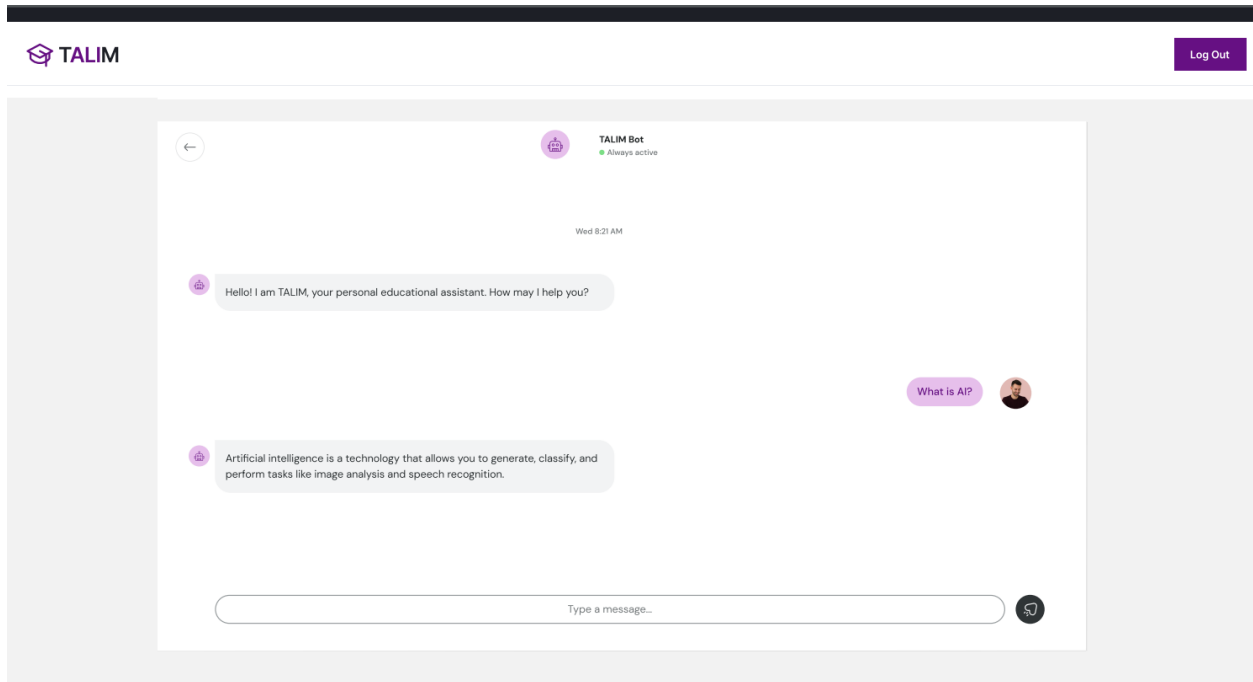 TALIM
Log Out
TALIM Bot
Always active
Wed 8:21 AM
Hello! I am TALIM, your personal educational assistant. How may I help you?
What is AI?
Artificial intelligence is a technology that allows you to generate, classify, and
perform tasks like image analysis and speech recognition.
Type a message...